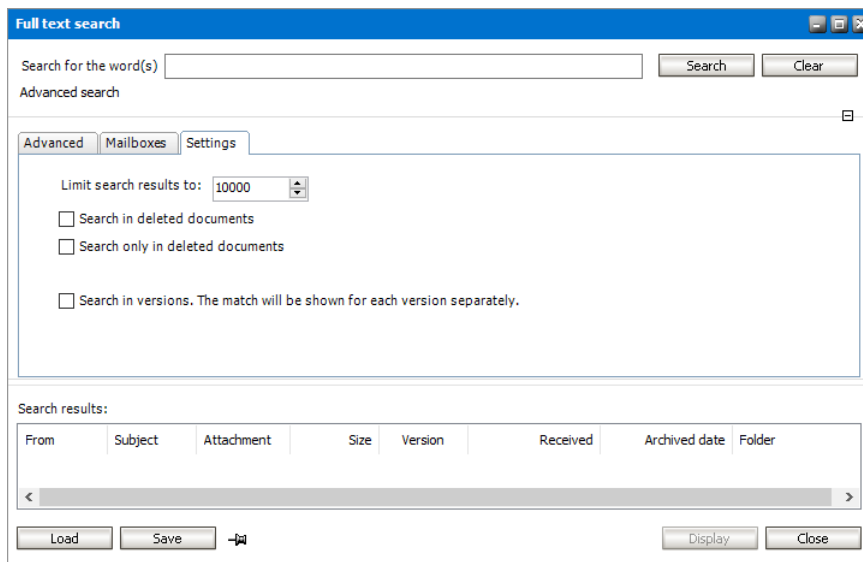 Full text search
Search for the word(s) Search Clear
Advanced search
Advanced Mailboxes Settings
Limit search results to: 10000
Search in deleted documents
Search only in deleted documents
Search in versions. The match will be shown for each version separately.
Search results:
From Subject Attachment Size Version Received Archived date Folder
Load Save Display Close